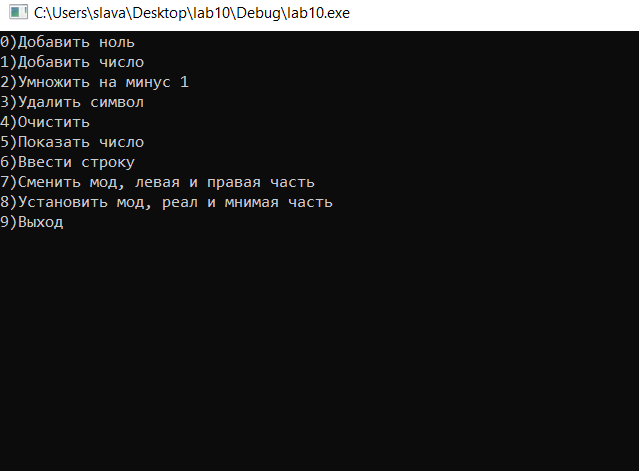 C:\Users\slava\Desktop\lab10\Debug\lab10.exe
0)Добавить ноль
1)Добавить число
2)Умножить на минус 1
3)Удалить символ
4)Очистить
5)Показать число
6)Ввести строку
7)Сменить мод, левая и правая часть
8)Установить мод, реал и мнимая часть
9)Выход